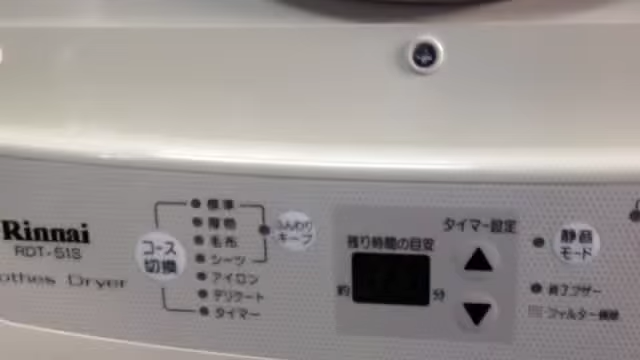 Rinnai
RDT-51S
othes Dryer
コース
切換
標準
薄物
毛布
シーツ
アイロン
デリケート
タイマー
ふんわり
キープ
残り時間の目安
約
分
タイマー設定
静音
モード
終了ブザー
フィルター掃除